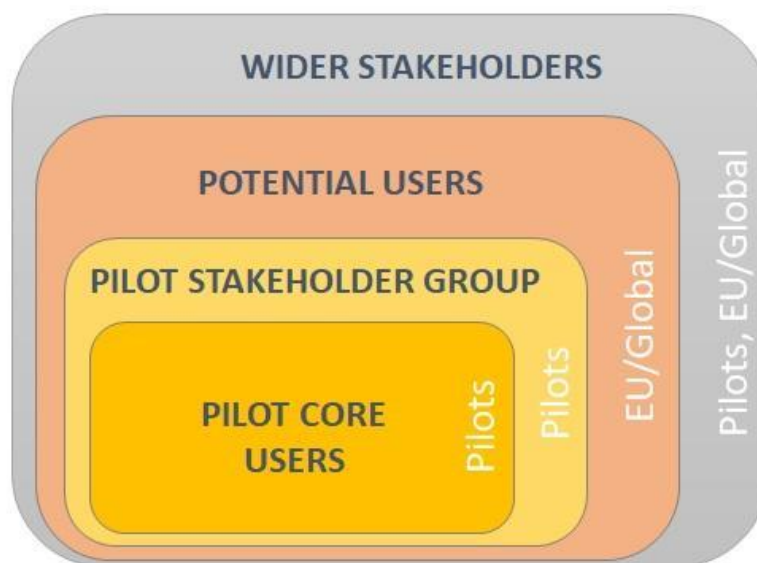 WIDER STAKEHOLDERS
POTENTIAL USERS
PILOT STAKEHOLDER GROUP
PILOT CORE
USERS
Pilots
Pilots
EU/Global
Pilots, EU/Global